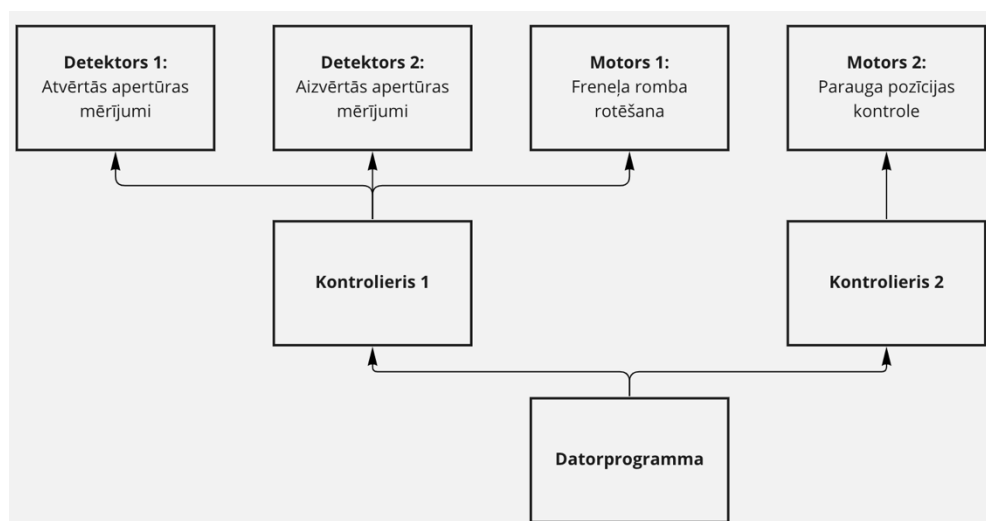 Detektors 1:
Atvērtās apertūras
mērījumi
Detektors 2:
Aizvērtās apertūras
mērījumi
Motors 1:
Freneļa romba
rotēšana
Motors 2:
Parauga pozīcijas
kontrole
Kontrolieris 1
Kontrolieris 2
Datorprogramma